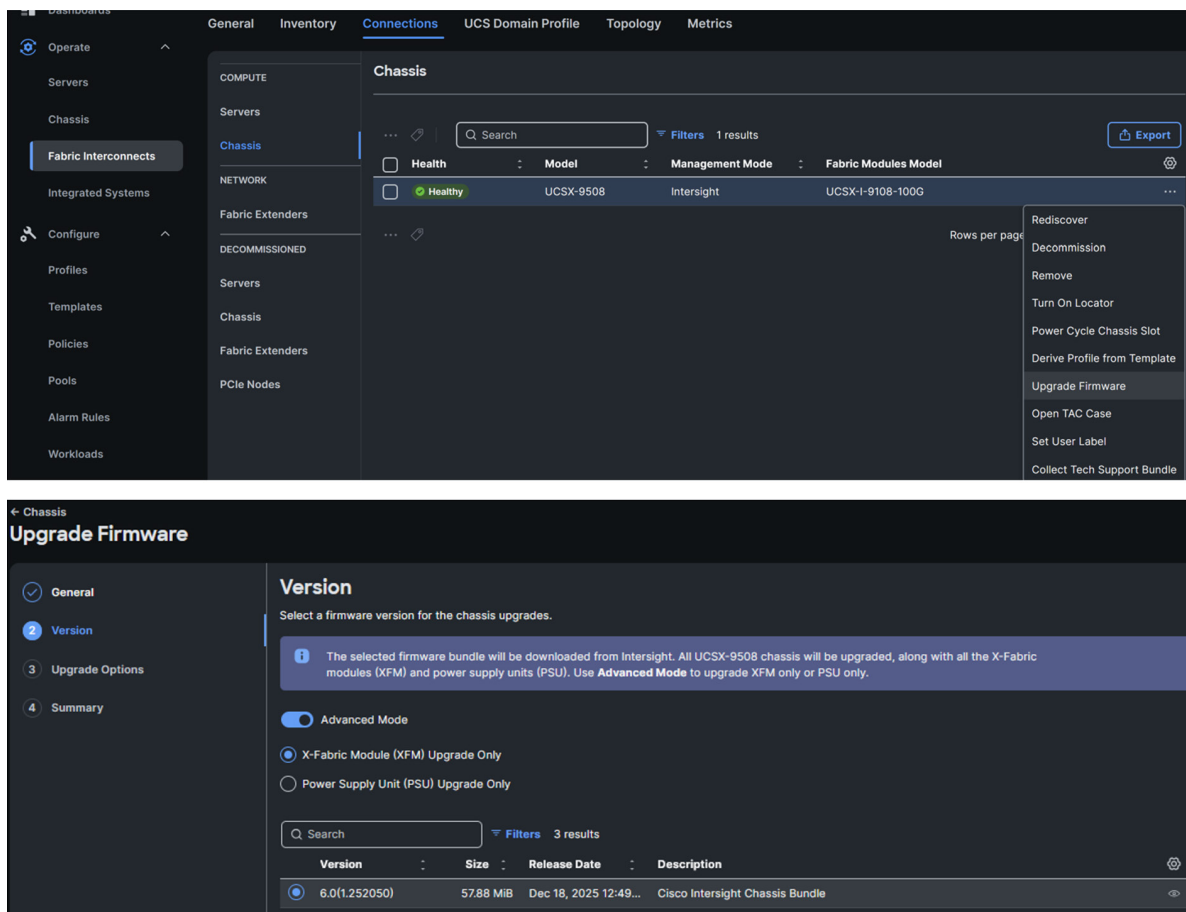 Dashboards
General Inventory Connections UCS Domain Profile Topology Metrics
Operate
Servers
Chassis
Fabric Interconnects
Integrated Systems
Configure
Profiles
Templates
Policies
Pools
Alarm Rules
Workloads
COMPUTE
Servers
Chassis
NETWORK
Fabric Extenders
DECOMMISSIONED
Servers
Chassis
Fabric Extenders
PCIe Nodes
Chassis
Search Filters 1 results Export
Health Model Management Mode Fabric Modules Model
Healthy UCSX-9508 Intersight UCSX-I-9108-100G
Rows per page
Rediscover
Decommission
Remove
Turn On Locator
Power Cycle Chassis Slot
Derive Profile from Template
Upgrade Firmware
Open TAC Case
Set User Label
Collect Tech Support Bundle
← Chassis
Upgrade Firmware
General
2 Version
3 Upgrade Options
4 Summary
Version
Select a firmware version for the chassis upgrades.
The selected firmware bundle will be downloaded from Intersight. All UCSX-9508 chassis will be upgraded, along with all the X-Fabric
modules (XFM) and power supply units (PSU). Use Advanced Mode to upgrade XFM only or PSU only.
Advanced Mode
X-Fabric Module (XFM) Upgrade Only
Power Supply Unit (PSU) Upgrade Only
Search Filters 3 results
Version Size Release Date Description
6.0(1.252050) 57.88 MiB Dec 18, 2025 12:49... Cisco Intersight Chassis Bundle